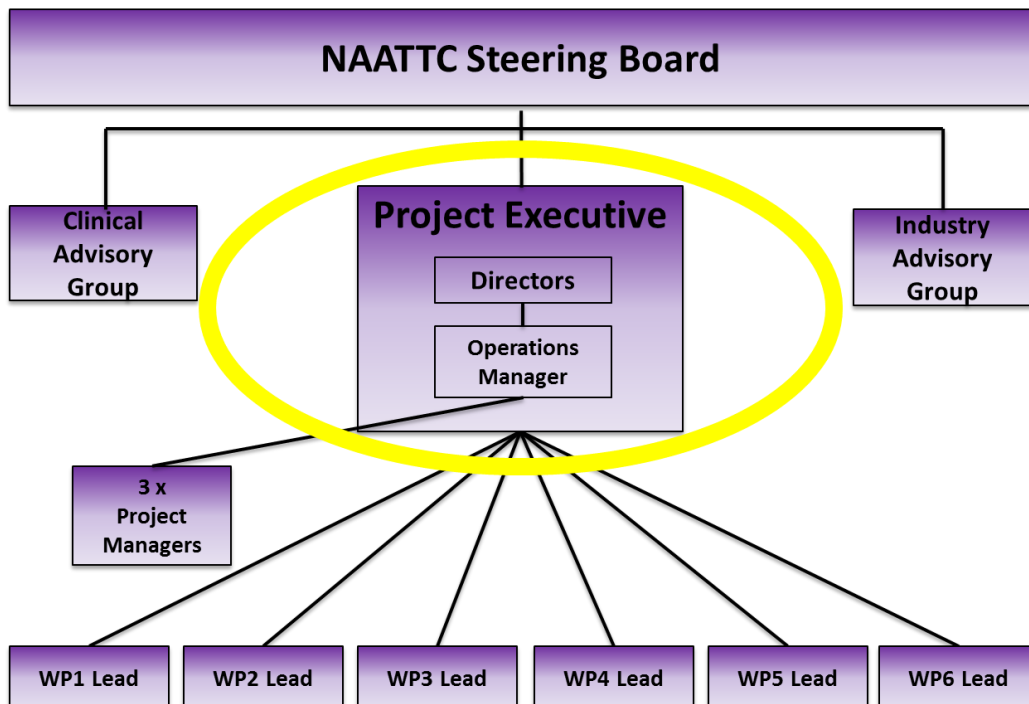 NAATTC Steering Board
Clinical
Advisory
Group
Project Executive
Directors
Operations
Manager
Industry
Advisory
Group
3 x
Project
Managers
WP1 Lead
WP2 Lead
WP3 Lead
WP4 Lead
WP5 Lead
WP6 Lead